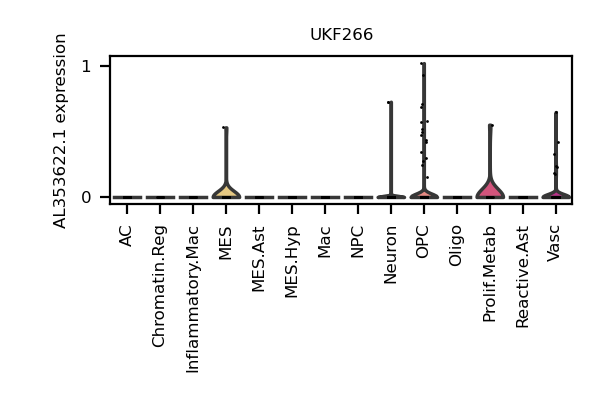 UKF266
AL353622.1 expression
1
0
AC
Chromatin.Reg
Inflammatory.Mac
MES
MES.Ast
MES.Hyp
Mac
NPC
Neuron
OPC
Oligo
Prolif.Metab
Reactive.Ast
Vasc